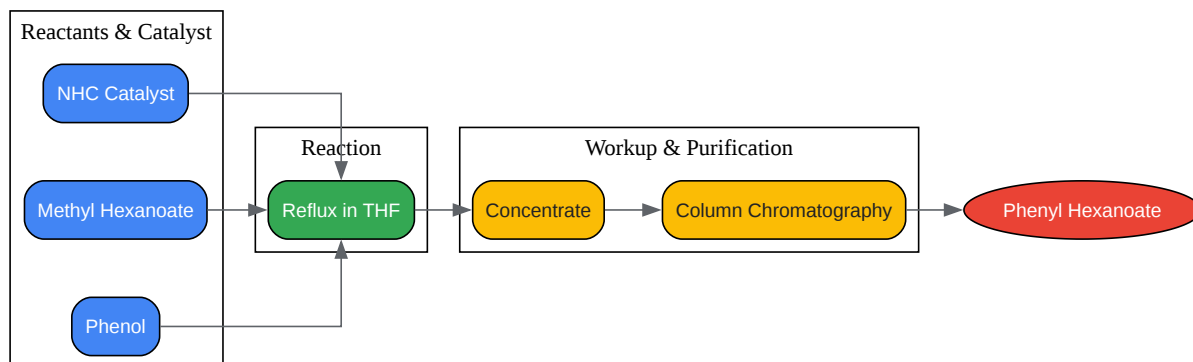 Reactants & Catalyst
NHC Catalyst
Methyl Hexanoate
Phenol
Reaction
Reflux in THF
Workup & Purification
Concentrate
Column Chromatography
Phenyl Hexanoate